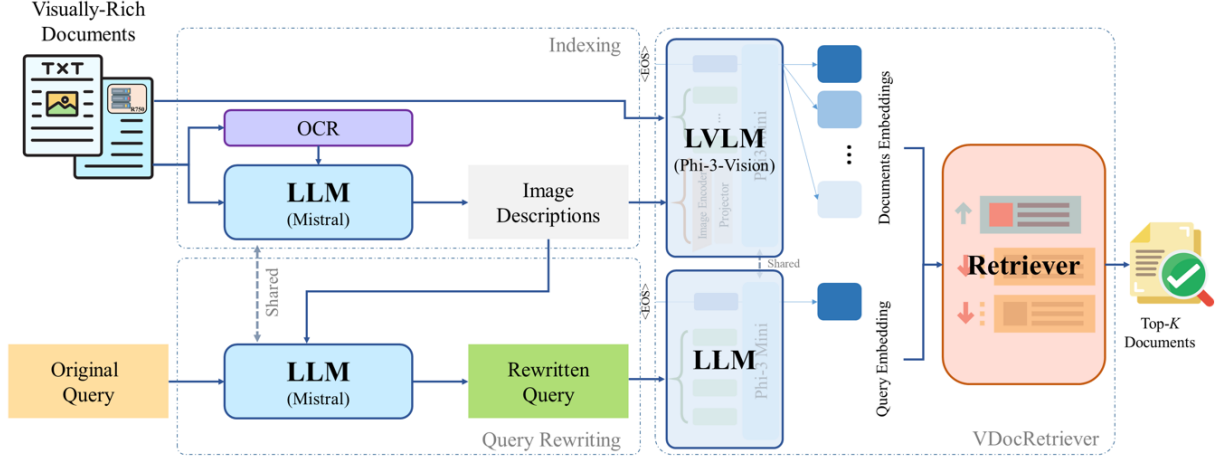 Visually-Rich
Documents
TXT
R750
Indexing
OCR
LLM
(Mistral)
Image
Descriptions
Shared
Original
Query
LLM
(Mistral)
Rewritten
Query
Query Rewriting
<EOS>
LVLM
(Phi-3-Vision)
...
Image Encoder
Projector
Phi-3 Mini
Documents Embeddings
...
Shared
<EOS>
LLM
Phi-3 Mini
Query Embedding
VDocRetriever
Retriever
Top-K
Documents